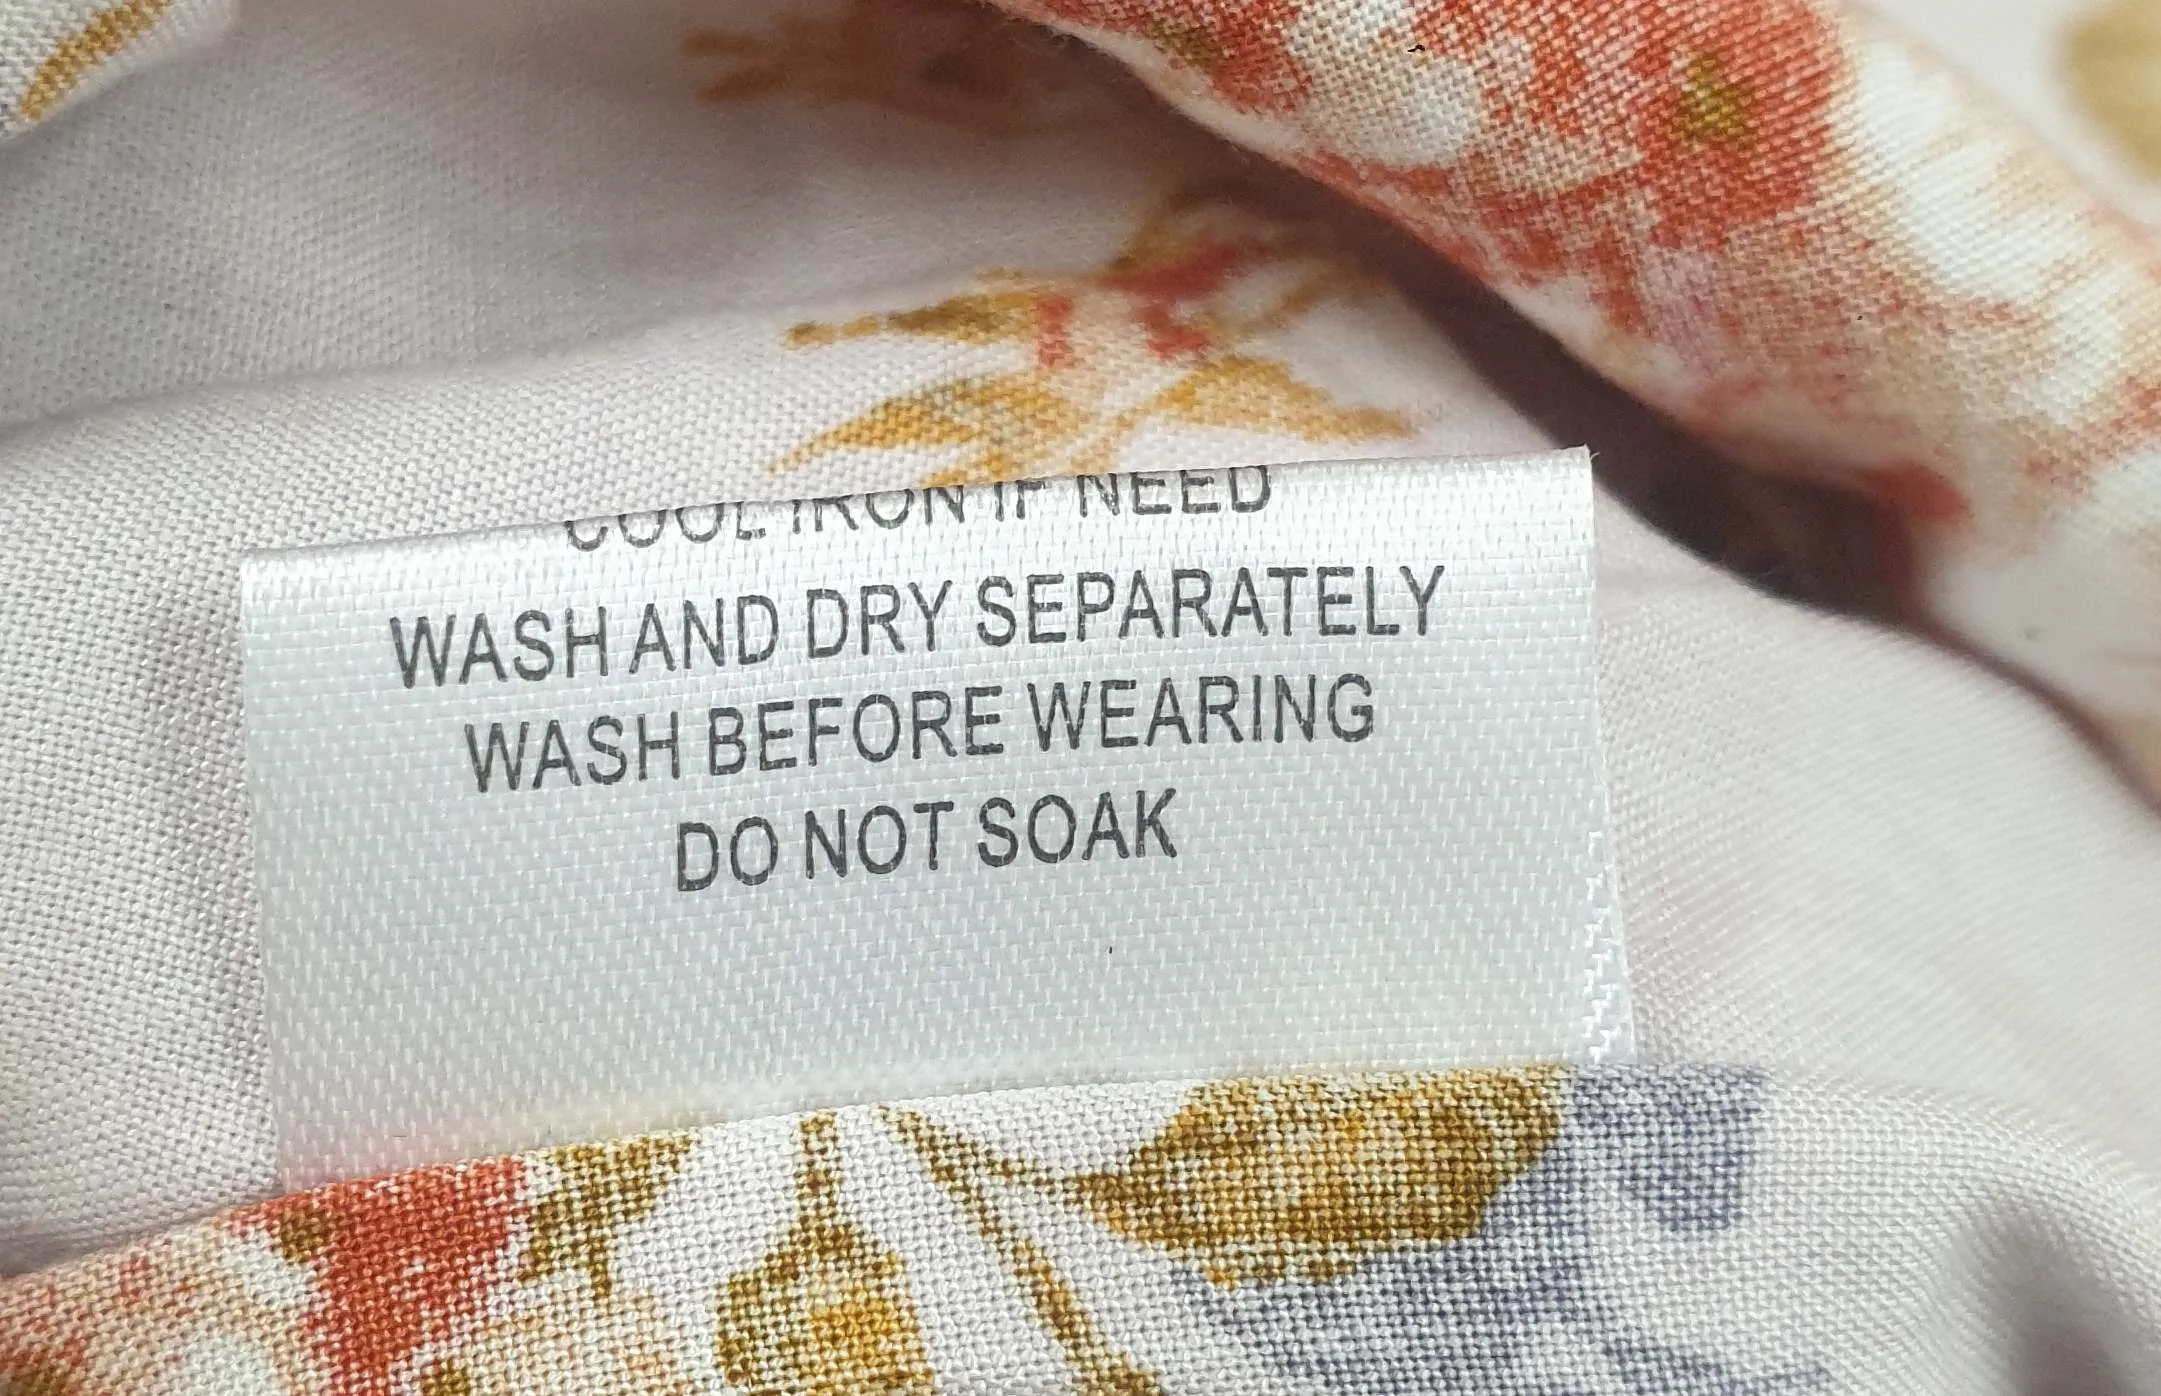 COOL IRON IF NEED
WASH AND DRY SEPARATELY
WASH BEFORE WEARING
DO NOT SOAK